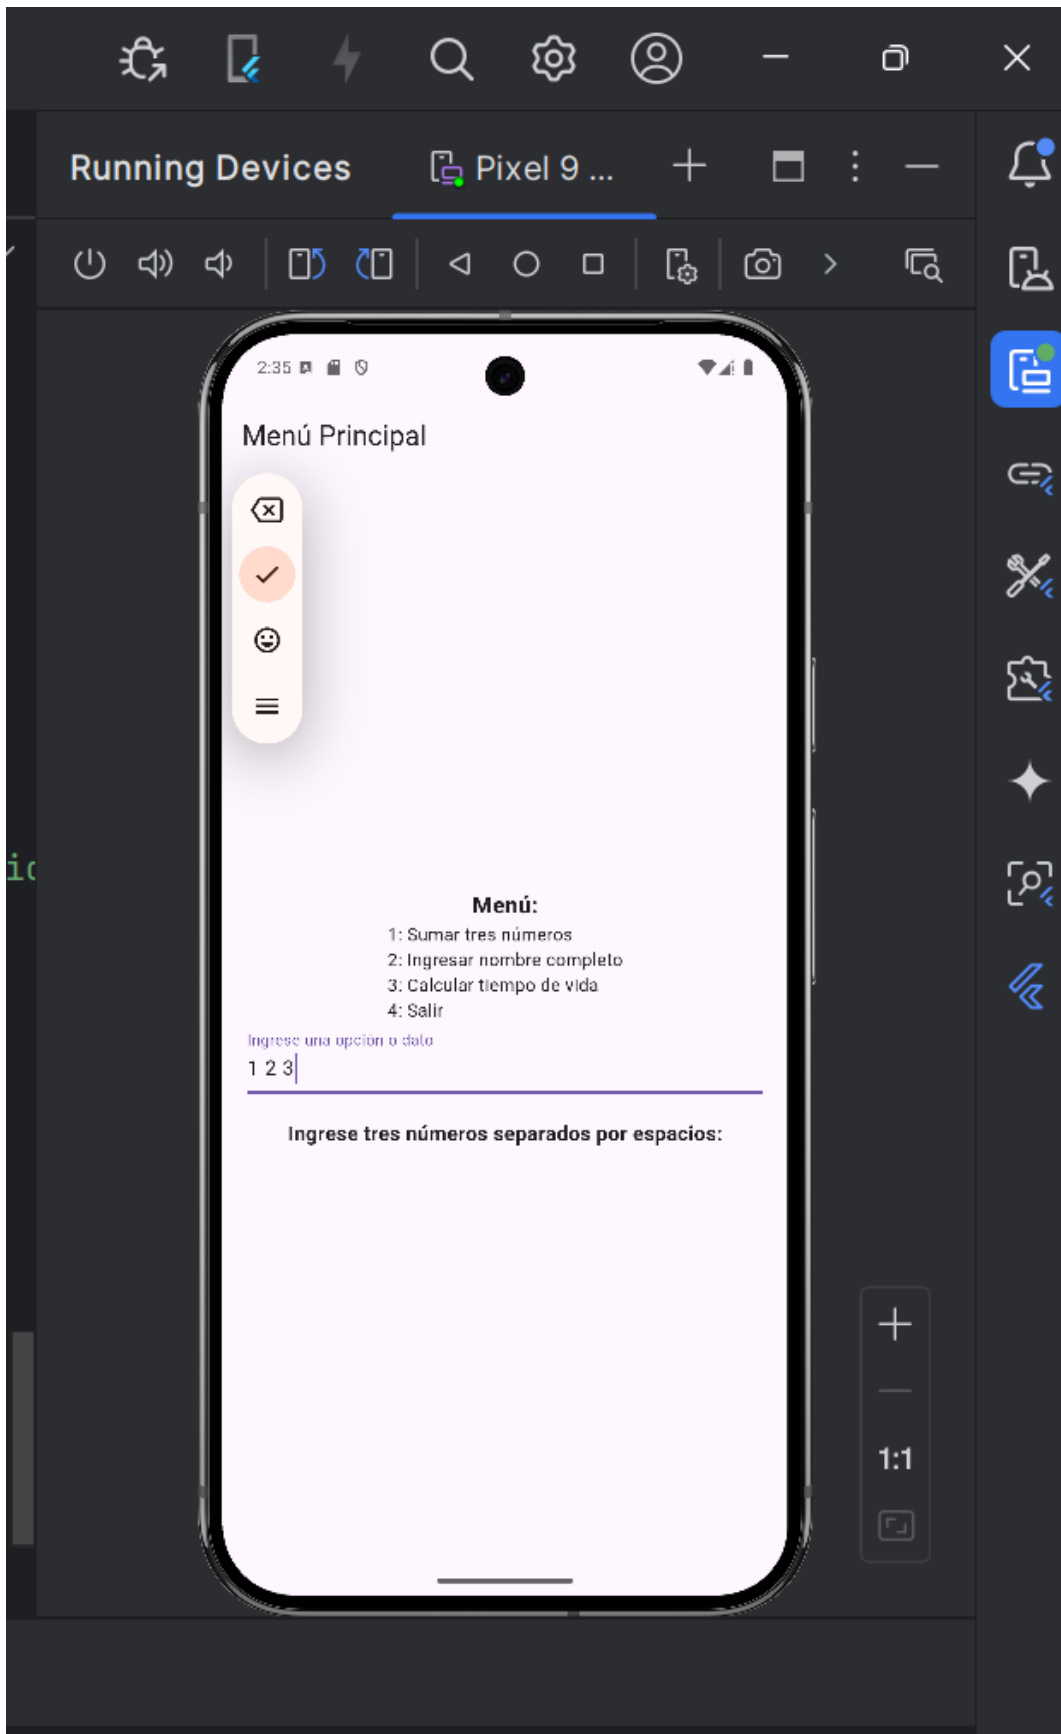 Running Devices
Pixel 9 ...
2:35
Menú Principal
Menú:
1: Sumar tres números
2: Ingresar nombre completo
3: Calcular tiempo de vida
4: Salir
Ingrese una opción o dato
1 2 3
Ingrese tres números separados por espacios:
1:1